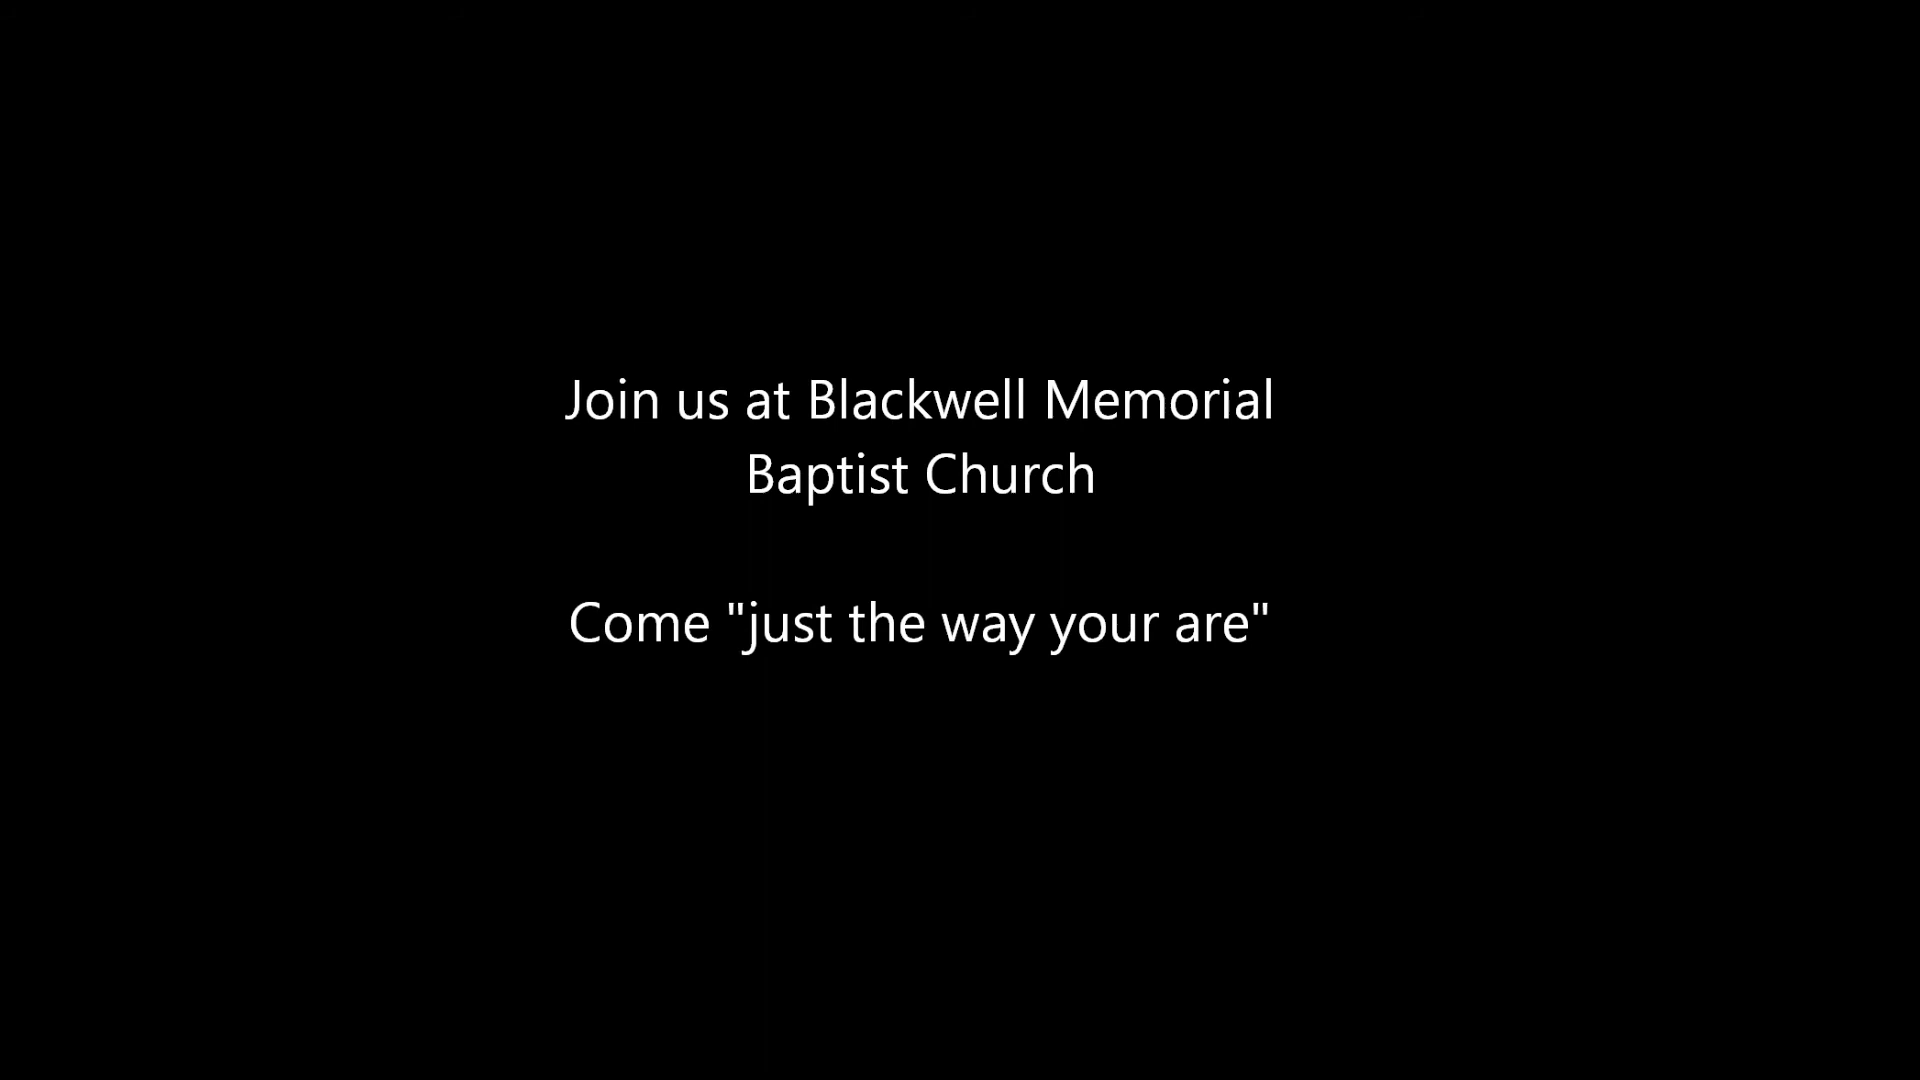 Join us at Blackwell Memorial
Baptist Church
Come "just the way your are"